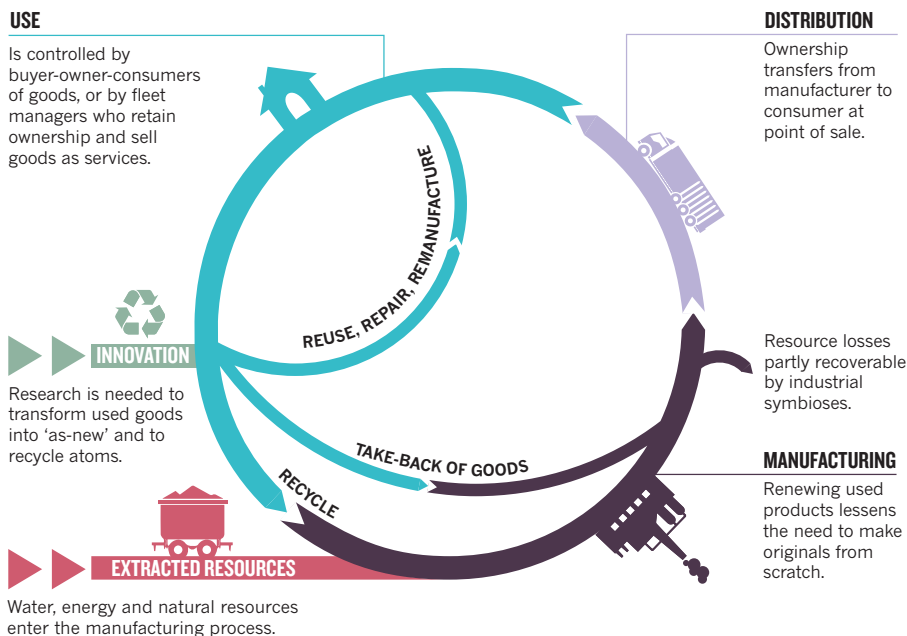 USE
Is controlled by
buyer-owner-consumers
of goods, or by fleet
managers who retain
ownership and sell
goods as services.
DISTRIBUTION
Ownership
transfers from
manufacturer to
consumer at
point of sale.
REUSE, REPAIR, REMANUFACTURE
INNOVATION
Research is needed to
transform used goods
into ‘as-new’ and to
recycle atoms.
Resource losses
partly recoverable
by industrial
symbioses.
TAKE-BACK OF GOODS
RECYCLE
MANUFACTURING
Renewing used
products lessens
the need to make
originals from
scratch.
EXTRACTED RESOURCES
Water, energy and natural resources
enter the manufacturing process.